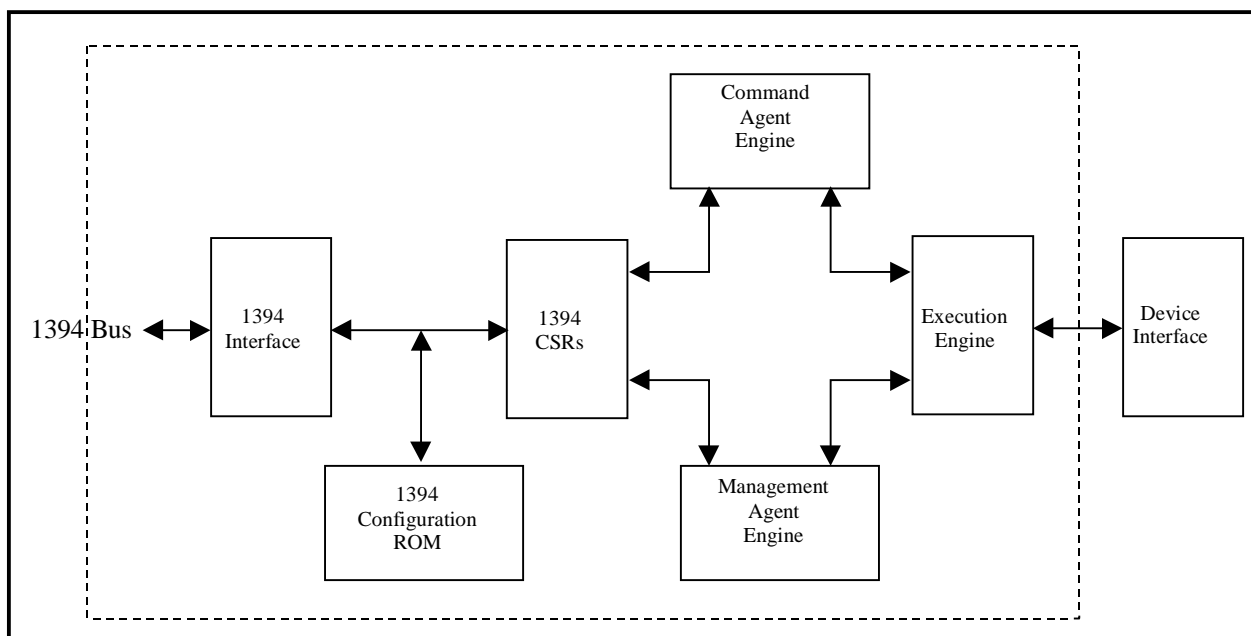 Command
Agent
Engine
1394 Bus
1394
Interface
1394
CSRs
Execution
Engine
Device
Interface
1394
Configuration
ROM
Management
Agent
Engine